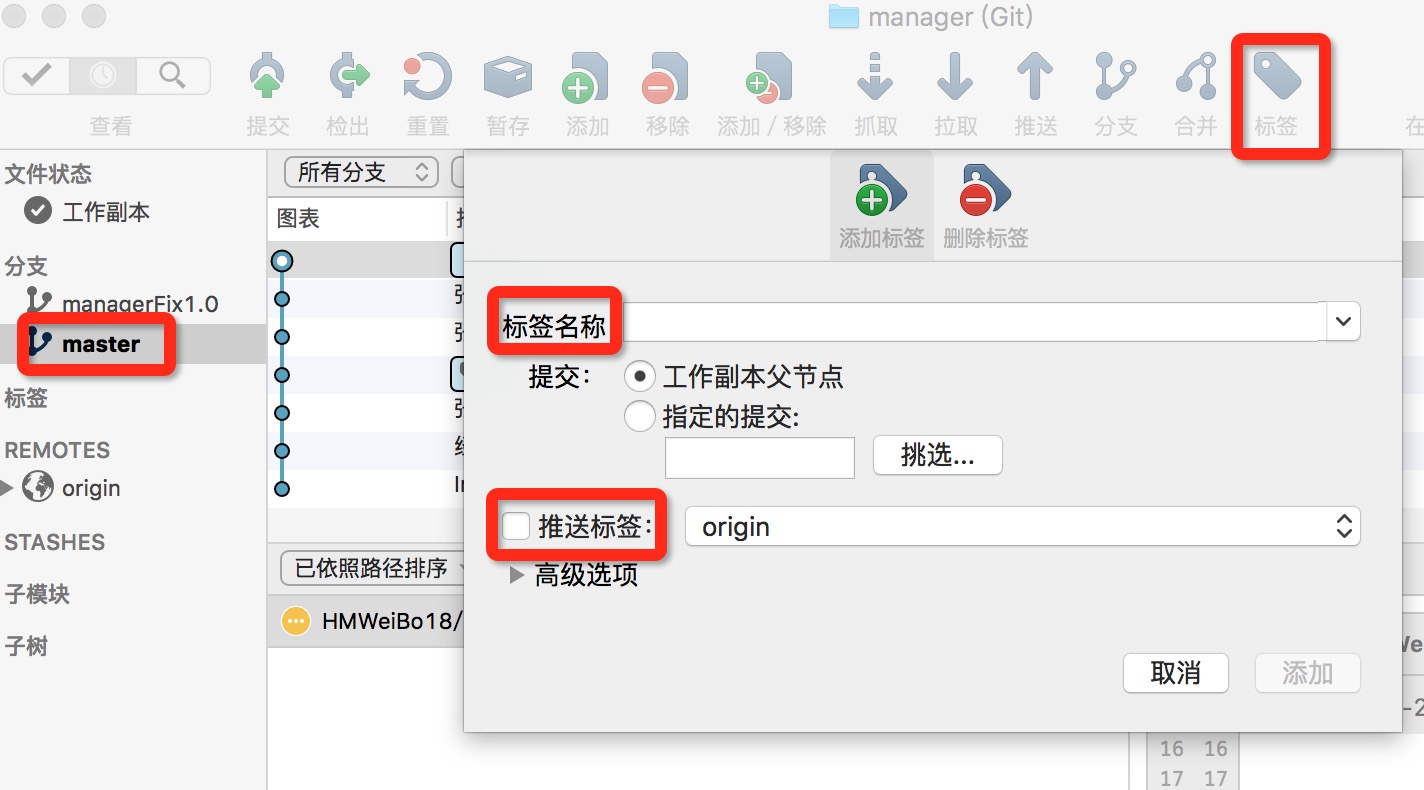 manager (Git)
查看 提交 检出 重置 暂存 添加 移除 添加 / 移除 抓取 拉取 推送 分支 合并 标签
文件状态
工作副本
分支
managerFix1.0
master
标签
REMOTES
origin
STASHES
子模块
子树
所有分支
图表
已依照路径排序
HMWeiBo18/
添加标签 删除标签
标签名称
提交:
工作副本父节点
指定的提交:
挑选...
推送标签: origin
高级选项
取消 添加
16 16
17 17